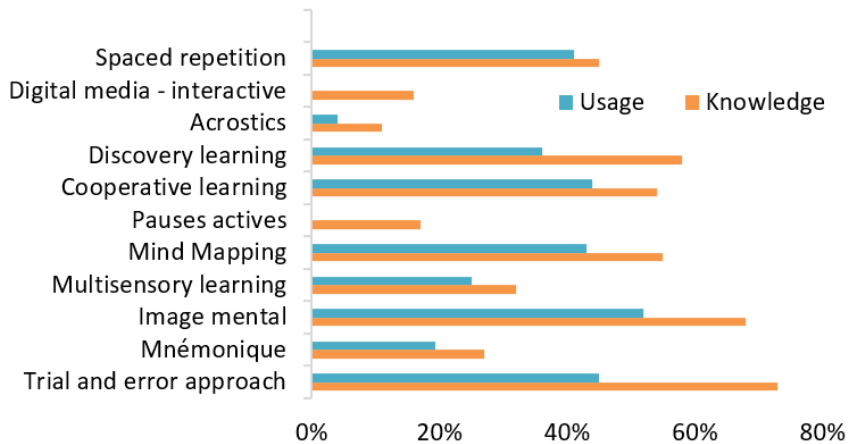 Spaced repetition
Digital media - interactive
Usage Knowledge
Acrostics
Discovery learning
Cooperative learning
Pauses actives
Mind Mapping
Multisensory learning
Image mental
Mnémonique
Trial and error approach
0% 20% 40% 60% 80%